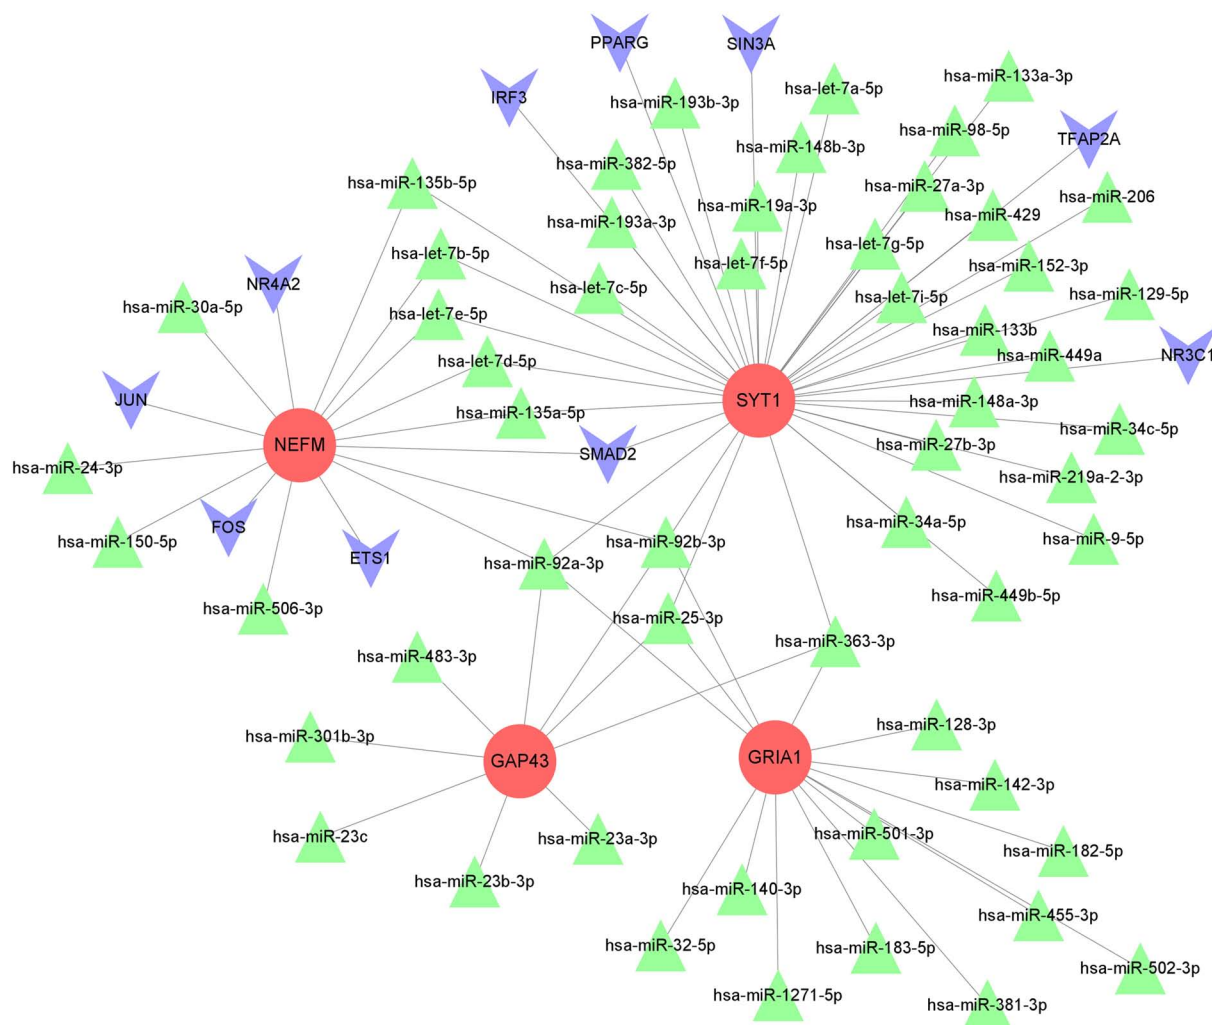 PPARG
SIN3A
hsa-miR-133a-3p
hsa-let-7a-5p
IRF3
hsa-miR-193b-3p
hsa-miR-98-5p
TFAP2A
hsa-miR-148b-3p
hsa-miR-382-5p
hsa-miR-135b-5p
hsa-miR-27a-3p
hsa-miR-206
hsa-miR-19a-3p
hsa-miR-429
hsa-miR-193a-3p
hsa-let-7g-5p
hsa-let-7b-5p
hsa-let-7f-5p
hsa-miR-152-3p
NR4A2
hsa-let-7c-5p
hsa-let-7i-5p
hsa-miR-129-5p
hsa-miR-30a-5p
hsa-let-7e-5p
hsa-miR-133b
NR3C1
hsa-miR-449a
hsa-let-7d-5p
JUN
SYT1
hsa-miR-148a-3p
hsa-miR-135a-5p
hsa-miR-34c-5p
NEFM
hsa-miR-27b-3p
SMAD2
hsa-miR-24-3p
hsa-miR-219a-2-3p
hsa-miR-34a-5p
FOS
hsa-miR-150-5p
hsa-miR-92b-3p
hsa-miR-9-5p
ETS1
hsa-miR-92a-3p
hsa-miR-449b-5p
hsa-miR-506-3p
hsa-miR-25-3p
hsa-miR-363-3p
hsa-miR-483-3p
hsa-miR-128-3p
hsa-miR-301b-3p
GAP43
GRIA1
hsa-miR-142-3p
hsa-miR-23c
hsa-miR-23a-3p
hsa-miR-501-3p
hsa-miR-182-5p
hsa-miR-23b-3p
hsa-miR-140-3p
hsa-miR-455-3p
hsa-miR-32-5p
hsa-miR-183-5p
hsa-miR-502-3p
hsa-miR-1271-5p
hsa-miR-381-3p